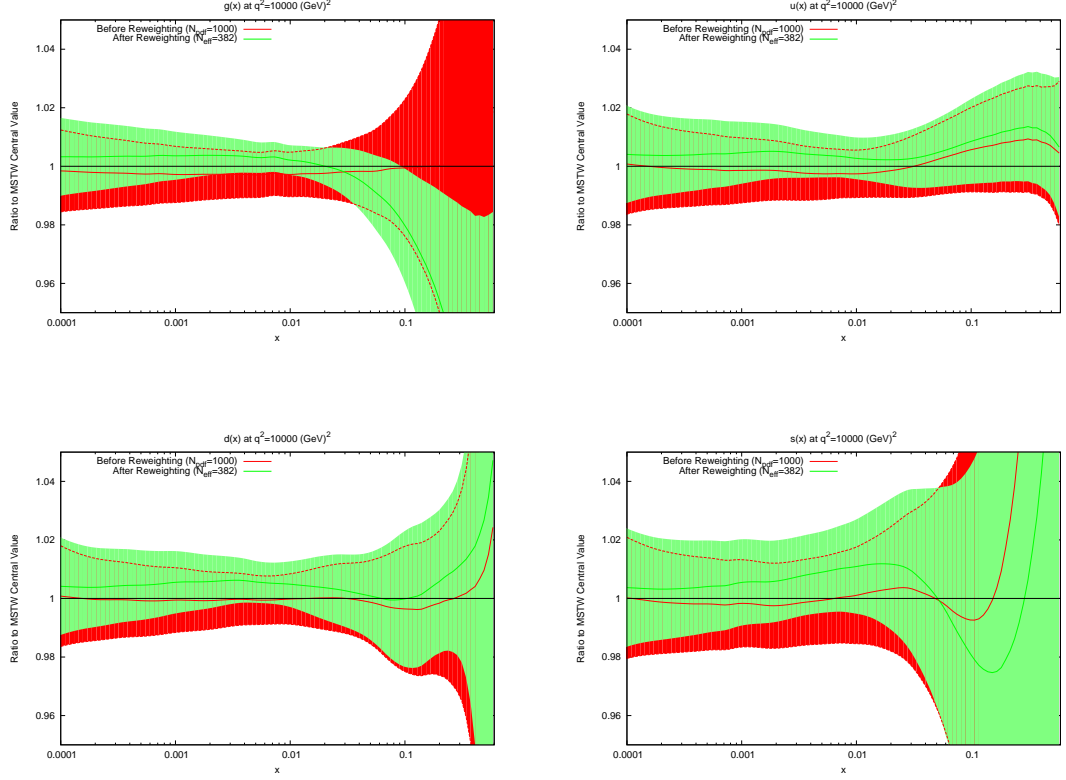 g(x) at q²=10000 (GeV)²
Before Reweighting (N_pdf=1000)
After Reweighting (N_eff=382)
Ratio to MSTW Central Value
1.04
1.02
1
0.98
0.96
0.0001
0.001
0.01
0.1
x
u(x) at q²=10000 (GeV)²
Before Reweighting (N_pdf=1000)
After Reweighting (N_eff=382)
Ratio to MSTW Central Value
1.04
1.02
1
0.98
0.96
0.0001
0.001
0.01
0.1
x
d(x) at q²=10000 (GeV)²
Before Reweighting (N_pdf=1000)
After Reweighting (N_eff=382)
Ratio to MSTW Central Value
1.04
1.02
1
0.98
0.96
0.0001
0.001
0.01
0.1
x
s(x) at q²=10000 (GeV)²
Before Reweighting (N_pdf=1000)
After Reweighting (N_eff=382)
Ratio to MSTW Central Value
1.04
1.02
1
0.98
0.96
0.0001
0.001
0.01
0.1
x